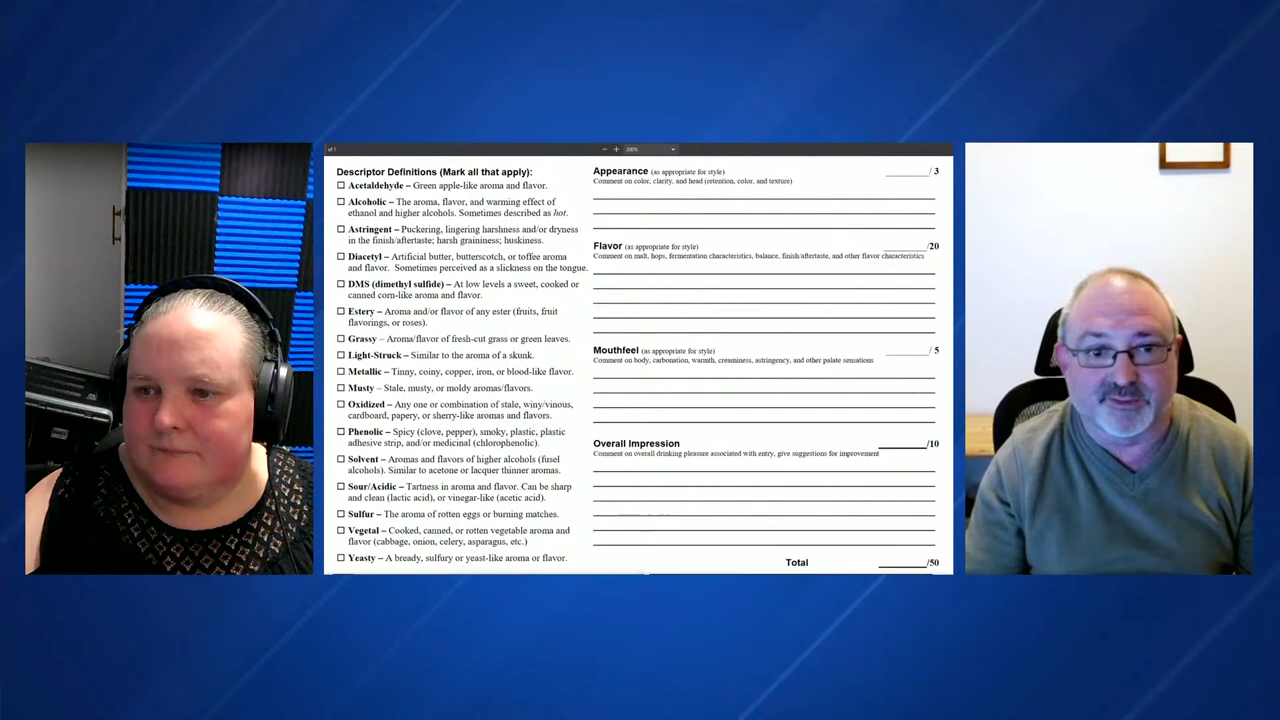 of 1
200%
Descriptor Definitions (Mark all that apply):
☐ Acetaldehyde – Green apple-like aroma and flavor.
☐ Alcoholic – The aroma, flavor, and warming effect of
ethanol and higher alcohols. Sometimes described as hot.
☐ Astringent – Puckering, lingering harshness and/or dryness
in the finish/aftertaste; harsh graininess; huskiness.
☐ Diacetyl – Artificial butter, butterscotch, or toffee aroma
and flavor. Sometimes perceived as a slickness on the tongue.
☐ DMS (dimethyl sulfide) – At low levels a sweet, cooked or
canned corn-like aroma and flavor.
☐ Estery – Aroma and/or flavor of any ester (fruits, fruit
flavorings, or roses).
☐ Grassy – Aroma/flavor of fresh-cut grass or green leaves.
☐ Light-Struck – Similar to the aroma of a skunk.
☐ Metallic – Tinny, coiny, copper, iron, or blood-like flavor.
☐ Musty – Stale, musty, or moldy aromas/flavors.
☐ Oxidized – Any one or combination of stale, winy/vinous,
cardboard, papery, or sherry-like aromas and flavors.
☐ Phenolic – Spicy (clove, pepper), smoky, plastic, plastic
adhesive strip, and/or medicinal (chlorophenolic).
☐ Solvent – Aromas and flavors of higher alcohols (fusel
alcohols). Similar to acetone or lacquer thinner aromas.
☐ Sour/Acidic – Tartness in aroma and flavor. Can be sharp
and clean (lactic acid), or vinegar-like (acetic acid).
☐ Sulfur – The aroma of rotten eggs or burning matches.
☐ Vegetal – Cooked, canned, or rotten vegetable aroma and
flavor (cabbage, onion, celery, asparagus, etc.)
☐ Yeasty – A bready, sulfury or yeast-like aroma or flavor.
Appearance (as appropriate for style) / 3
Comment on color, clarity, and head (retention, color, and texture)
Flavor (as appropriate for style) /20
Comment on malt, hops, fermentation characteristics, balance, finish/aftertaste, and other flavor characteristics
Mouthfeel (as appropriate for style) / 5
Comment on body, carbonation, warmth, creaminess, astringency, and other palate sensations
Overall Impression /10
Comment on overall drinking pleasure associated with entry, give suggestions for improvement
Total /50